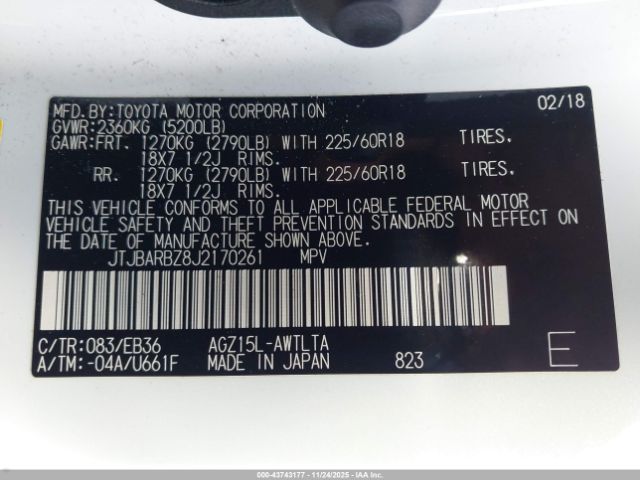 MFD.BY:TOYOTA MOTOR CORPORATION 02/18
GVWR:2360KG (5200LB)
GAWR:FRT. 1270KG (2790LB) WITH 225/60R18 TIRES.
18X7 1/2J RIMS.
RR. 1270KG (2790LB) WITH 225/60R18 TIRES.
18X7 1/2J RIMS.
THIS VEHICLE CONFORMS TO ALL APPLICABLE FEDERAL MOTOR
VEHICLE SAFETY AND THEFT PREVENTION STANDARDS IN EFFECT ON
THE DATE OF MANUFACTURE SHOWN ABOVE.
JTJBARBZ8J2170261 MPV
C/TR:083/EB36 AGZ15L-AWTLTA
A/TM:-04A/U661F MADE IN JAPAN 823 E
000-43743177 - 11/24/2025 - IAAI.COM